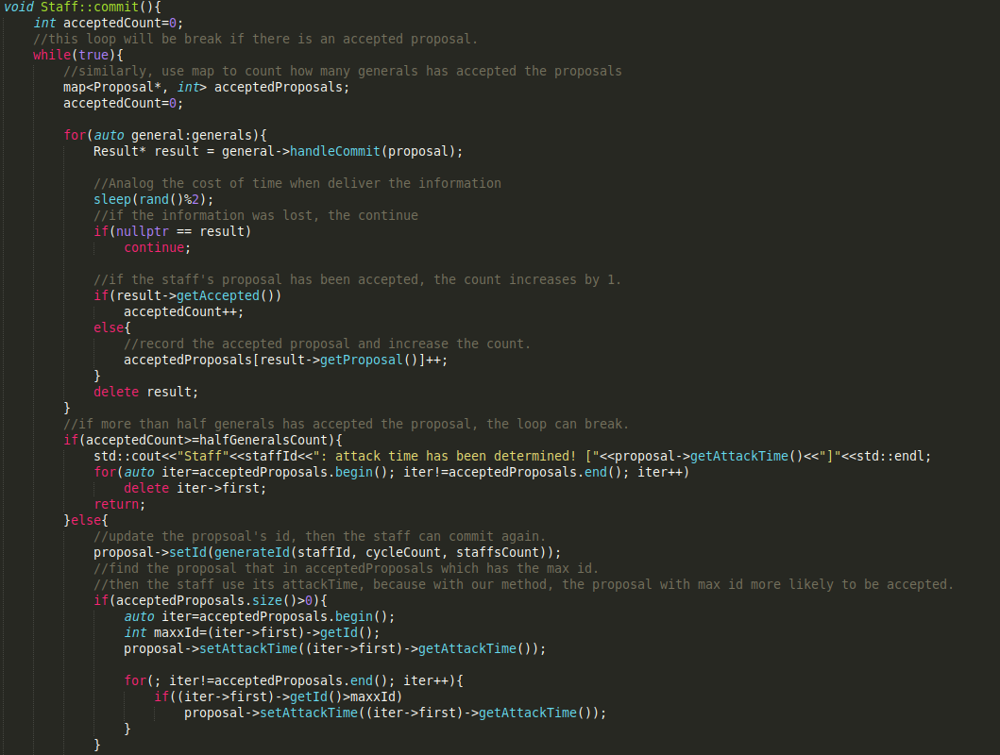 void Staff::commit(){
    int acceptedCount=0;
    //this loop will be break if there is an accepted proposal.
    while(true){
        //similarly, use map to count how many generals has accepted the proposals
        map<Proposal*, int> acceptedProposals;
        acceptedCount=0;

        for(auto general:generals){
            Result* result = general->handleCommit(proposal);

            //Analog the cost of time when deliver the information
            sleep(rand()%2);
            //if the information was lost, the continue
            if(nullptr == result)
                continue;

            //if the staff's proposal has been accepted, the count increases by 1.
            if(result->getAccepted())
                acceptedCount++;
            else{
                //record the accepted proposal and increase the count.
                acceptedProposals[result->getProposal()]++;
            }
            delete result;
        }
        //if more than half generals has accepted the proposal, the loop can break.
        if(acceptedCount>=halfGeneralsCount){
            std::cout<<"Staff"<<staffId<<": attack time has been determined! ["<<proposal->getAttackTime()<<"]"<<std::endl;
            for(auto iter=acceptedProposals.begin(); iter!=acceptedProposals.end(); iter++)
                delete iter->first;
            return;
        }else{
            //update the propsoal's id, then the staff can commit again.
            proposal->setId(generateId(staffId, cycleCount, staffsCount));
            //find the proposal that in acceptedProposals which has the max id.
            //then the staff use its attackTime, because with our method, the proposal with max id more likely to be accepted.
            if(acceptedProposals.size()>0){
                auto iter=acceptedProposals.begin();
                int maxxId=(iter->first)->getId();
                proposal->setAttackTime((iter->first)->getAttackTime());

                for(; iter!=acceptedProposals.end(); iter++){
                    if((iter->first)->getId()>maxxId)
                        proposal->setAttackTime((iter->first)->getAttackTime());
                }
            }